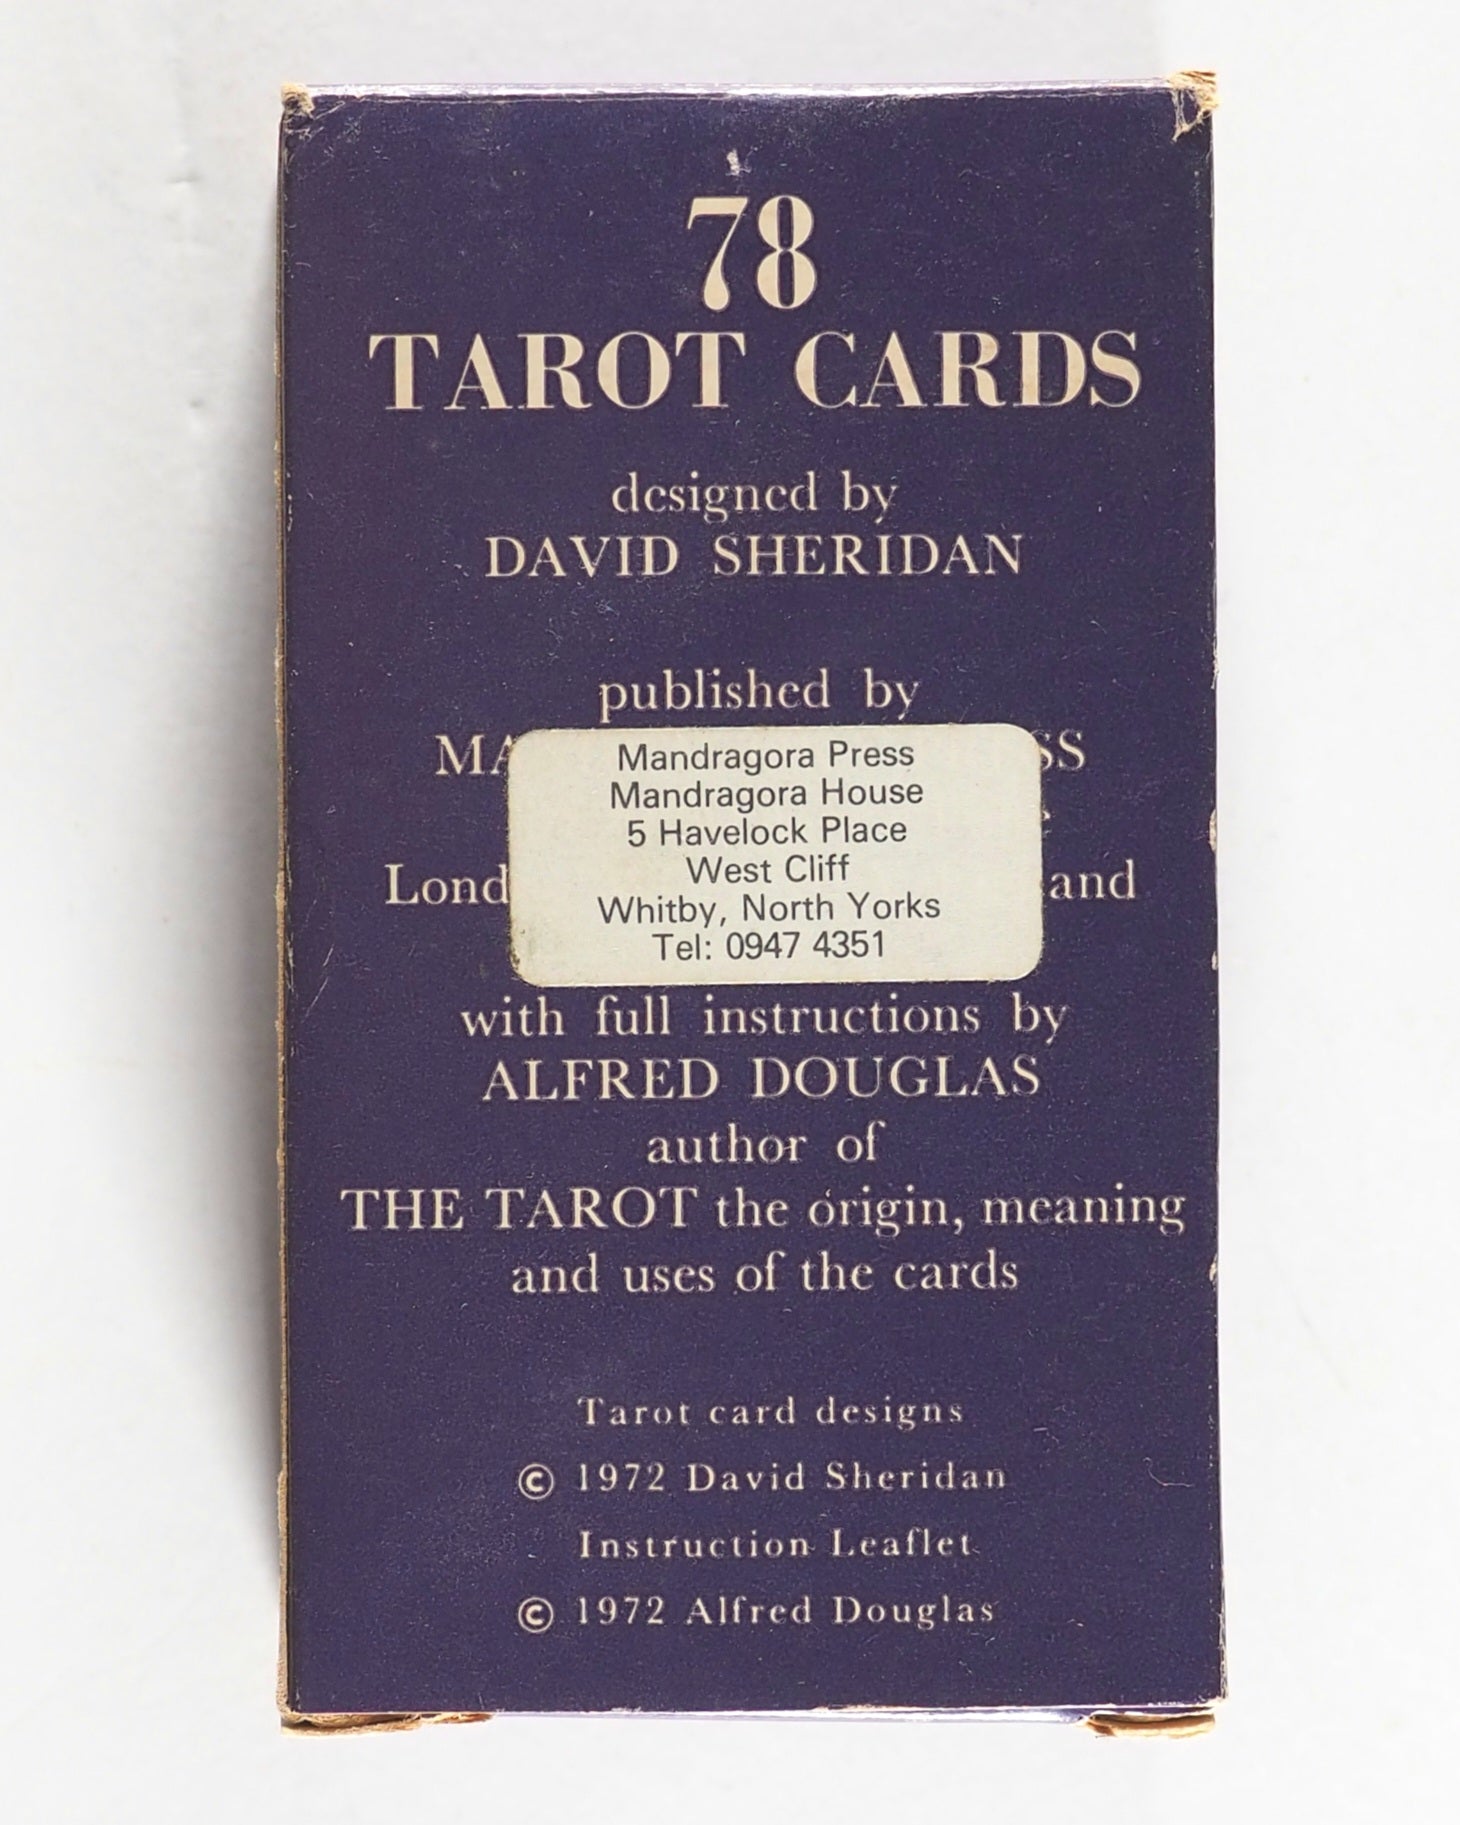 78
TAROT CARDS
designed by
DAVID SHERIDAN
published by
Mandragora Press
Mandragora House
5 Havelock Place
West Cliff
Whitby, North Yorks
Tel: 0947 4351
and
with full instructions by
ALFRED DOUGLAS
author of
THE TAROT the origin, meaning
and uses of the cards
Tarot card designs
© 1972 David Sheridan
Instruction Leaflet
© 1972 Alfred Douglas